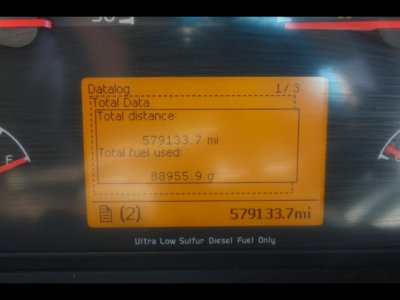 50
Datalog 1/3
Total Data
Total distance:
579133.7 mi
Total fuel used:
88955.9 g
F
(2) 579133.7mi
Ultra Low Sulfur Diesel Fuel Only